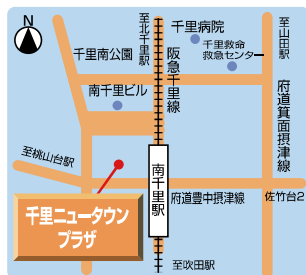 N
至北千里駅
千里病院
至山田駅
千里救命
救急センター
千里南公園
阪急千里線
南千里ビル
府道箕面摂津線
至桃山台駅
南千里駅
府道豊中摂津線
佐竹台2
千里ニュータウン
プラザ
至吹田駅